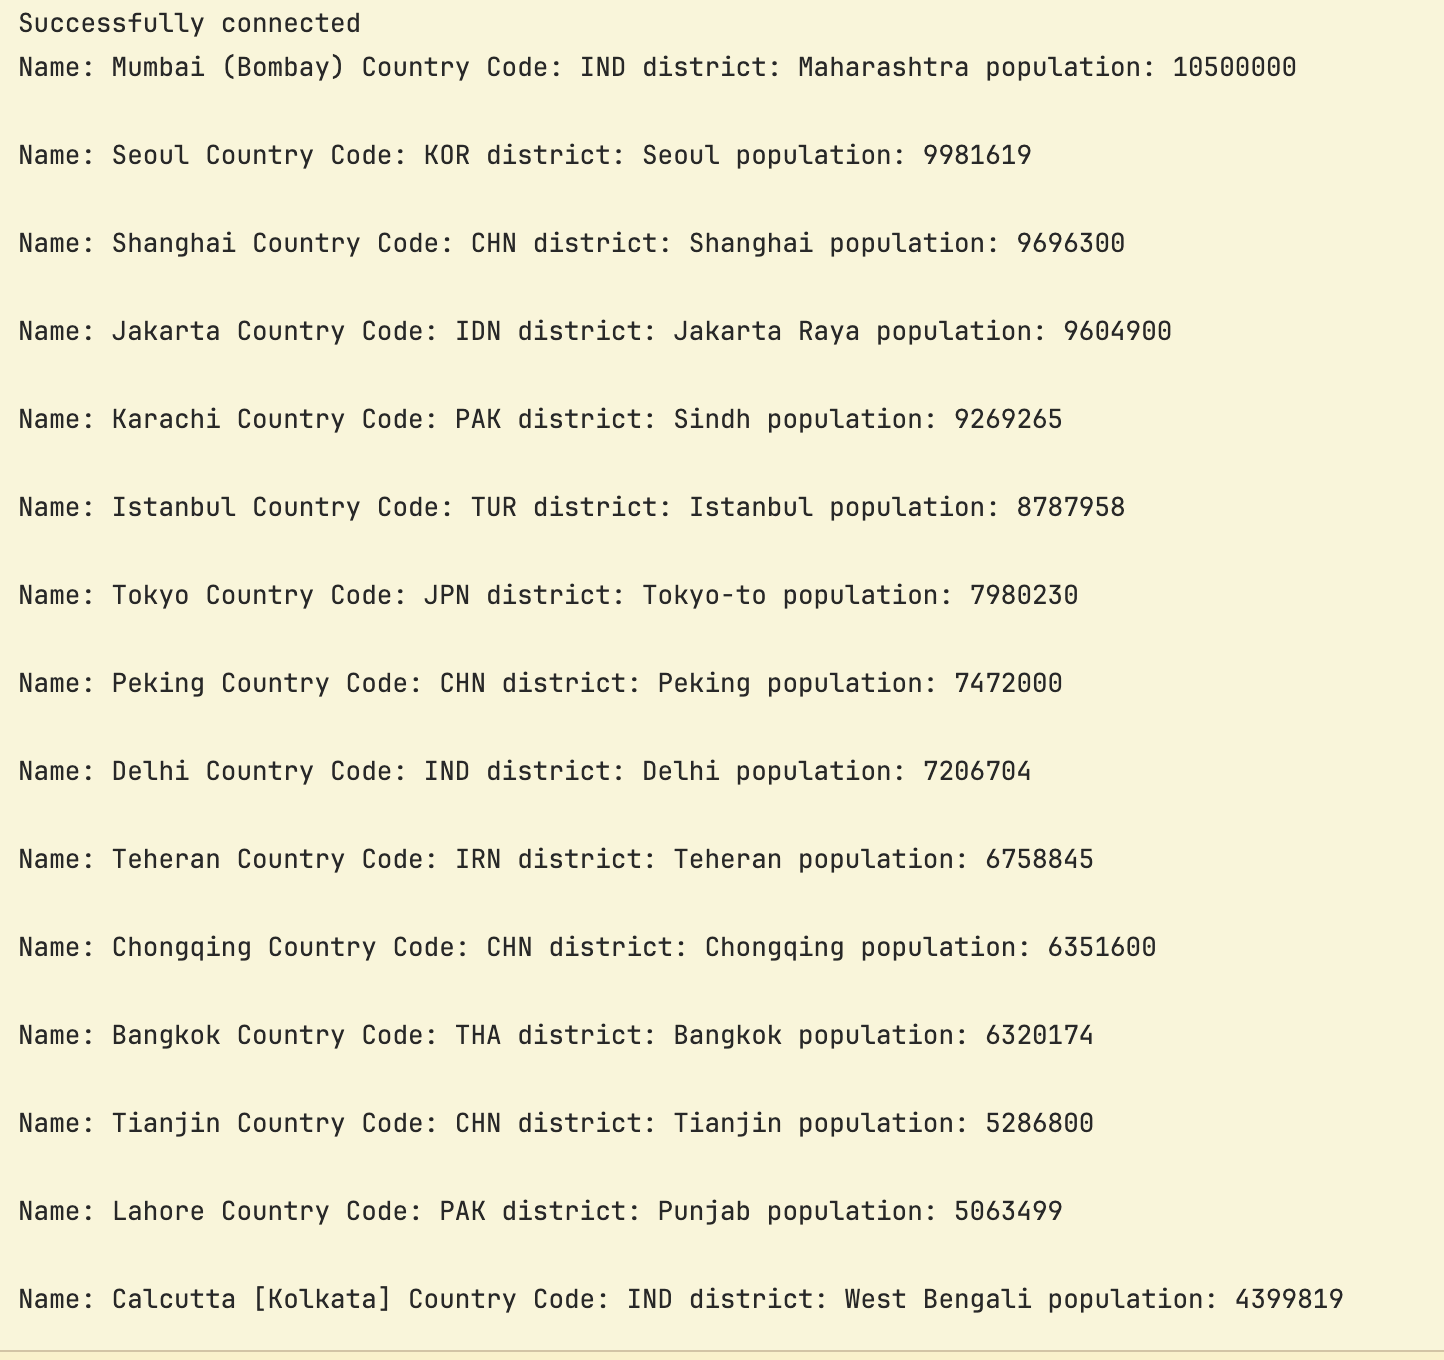 Successfully connected
Name: Mumbai (Bombay) Country Code: IND district: Maharashtra population: 10500000
Name: Seoul Country Code: KOR district: Seoul population: 9981619
Name: Shanghai Country Code: CHN district: Shanghai population: 9696300
Name: Jakarta Country Code: IDN district: Jakarta Raya population: 9604900
Name: Karachi Country Code: PAK district: Sindh population: 9269265
Name: Istanbul Country Code: TUR district: Istanbul population: 8787958
Name: Tokyo Country Code: JPN district: Tokyo-to population: 7980230
Name: Peking Country Code: CHN district: Peking population: 7472000
Name: Delhi Country Code: IND district: Delhi population: 7206704
Name: Teheran Country Code: IRN district: Teheran population: 6758845
Name: Chongqing Country Code: CHN district: Chongqing population: 6351600
Name: Bangkok Country Code: THA district: Bangkok population: 6320174
Name: Tianjin Country Code: CHN district: Tianjin population: 5286800
Name: Lahore Country Code: PAK district: Punjab population: 5063499
Name: Calcutta [Kolkata] Country Code: IND district: West Bengali population: 4399819